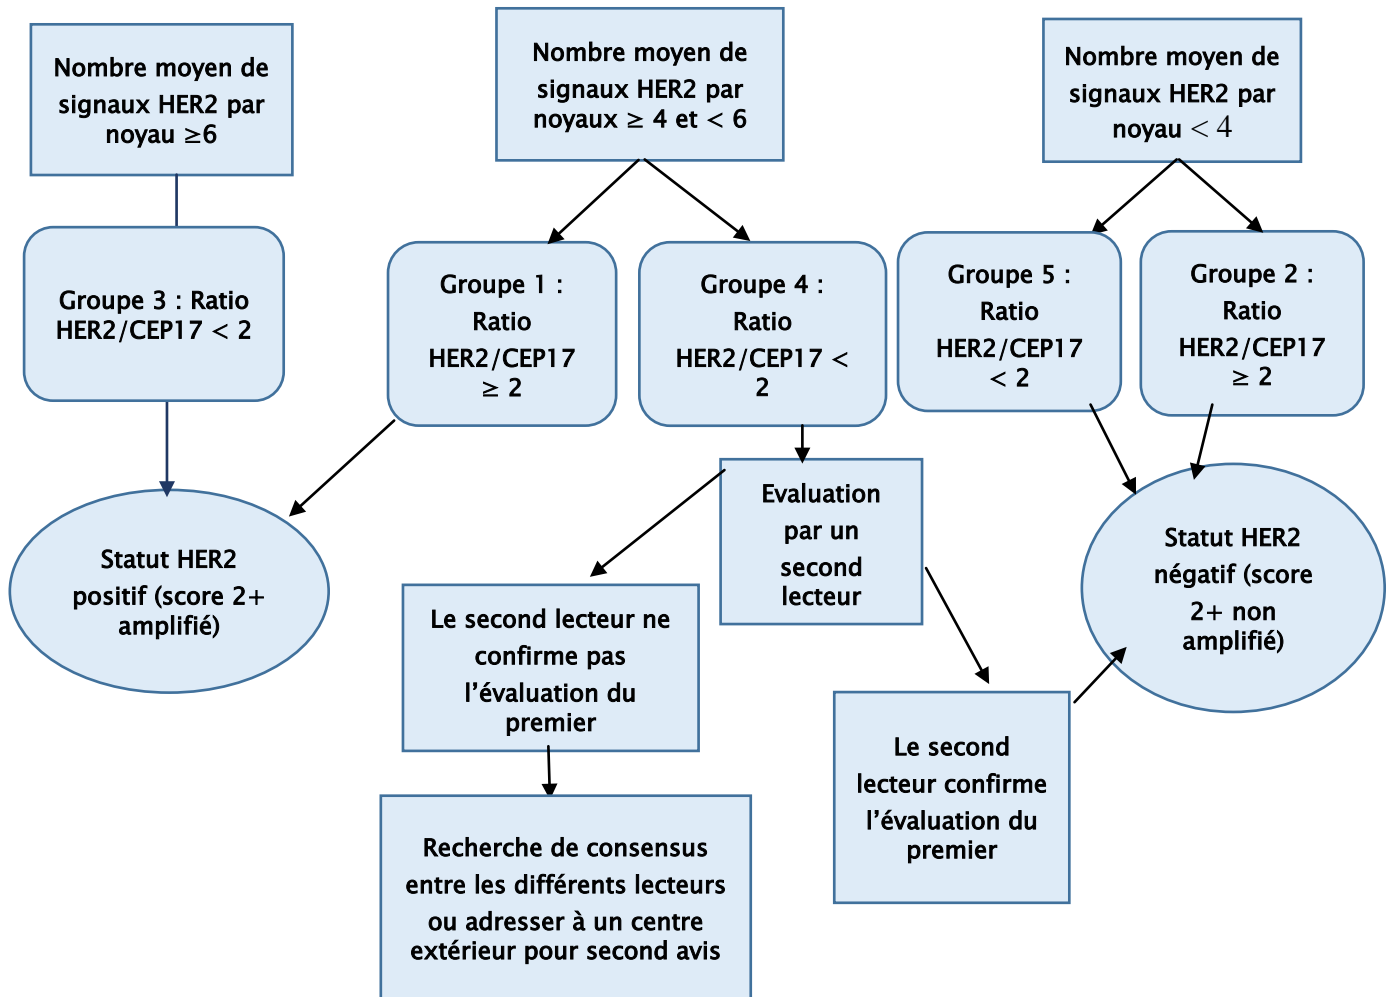 Nombre moyen de
signaux HER2 par
noyau ≥6
Nombre moyen de
signaux HER2 par
noyaux ≥ 4 et < 6
Nombre moyen de
signaux HER2 par
noyau < 4
Groupe 3 : Ratio
HER2/CEP17 < 2
Groupe 1 :
Ratio
HER2/CEP17
≥ 2
Groupe 4 :
Ratio
HER2/CEP17 <
2
Groupe 5 :
Ratio
HER2/CEP17
< 2
Groupe 2 :
Ratio
HER2/CEP17
≥ 2
Statut HER2
positif (score 2+
amplifié)
Evaluation
par un
second
lecteur
Statut HER2
négatif (score
2+ non
amplifié)
Le second lecteur ne
confirme pas
l’évaluation du
premier
Le second
lecteur confirme
l’évaluation du
premier
Recherche de consensus
entre les différents lecteurs
ou adresser à un centre
extérieur pour second avis